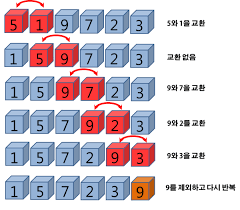 5 1 9 7 2 3 5와 1을 교환
1 5 9 7 2 3 교환 없음
1 5 9 7 2 3 9와 7을 교환
1 5 7 9 2 3 9와 2를 교환
1 5 7 2 9 3 9와 3을 교환
1 5 7 2 3 9 9를 제외하고 다시 반복